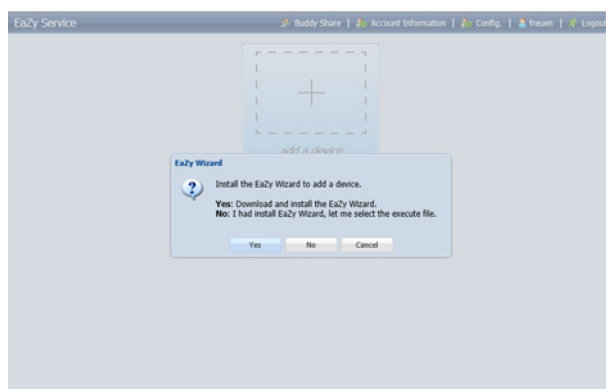 EaZy Service
Buddy Share | Account Information | Config. | freuen | Logout
add a device
EaZy Wizard
Install the EaZy Wizard to add a device.
Yes: Download and install the EaZy Wizard.
No: I had install EaZy Wizard, let me select the execute file.
Yes No Cancel